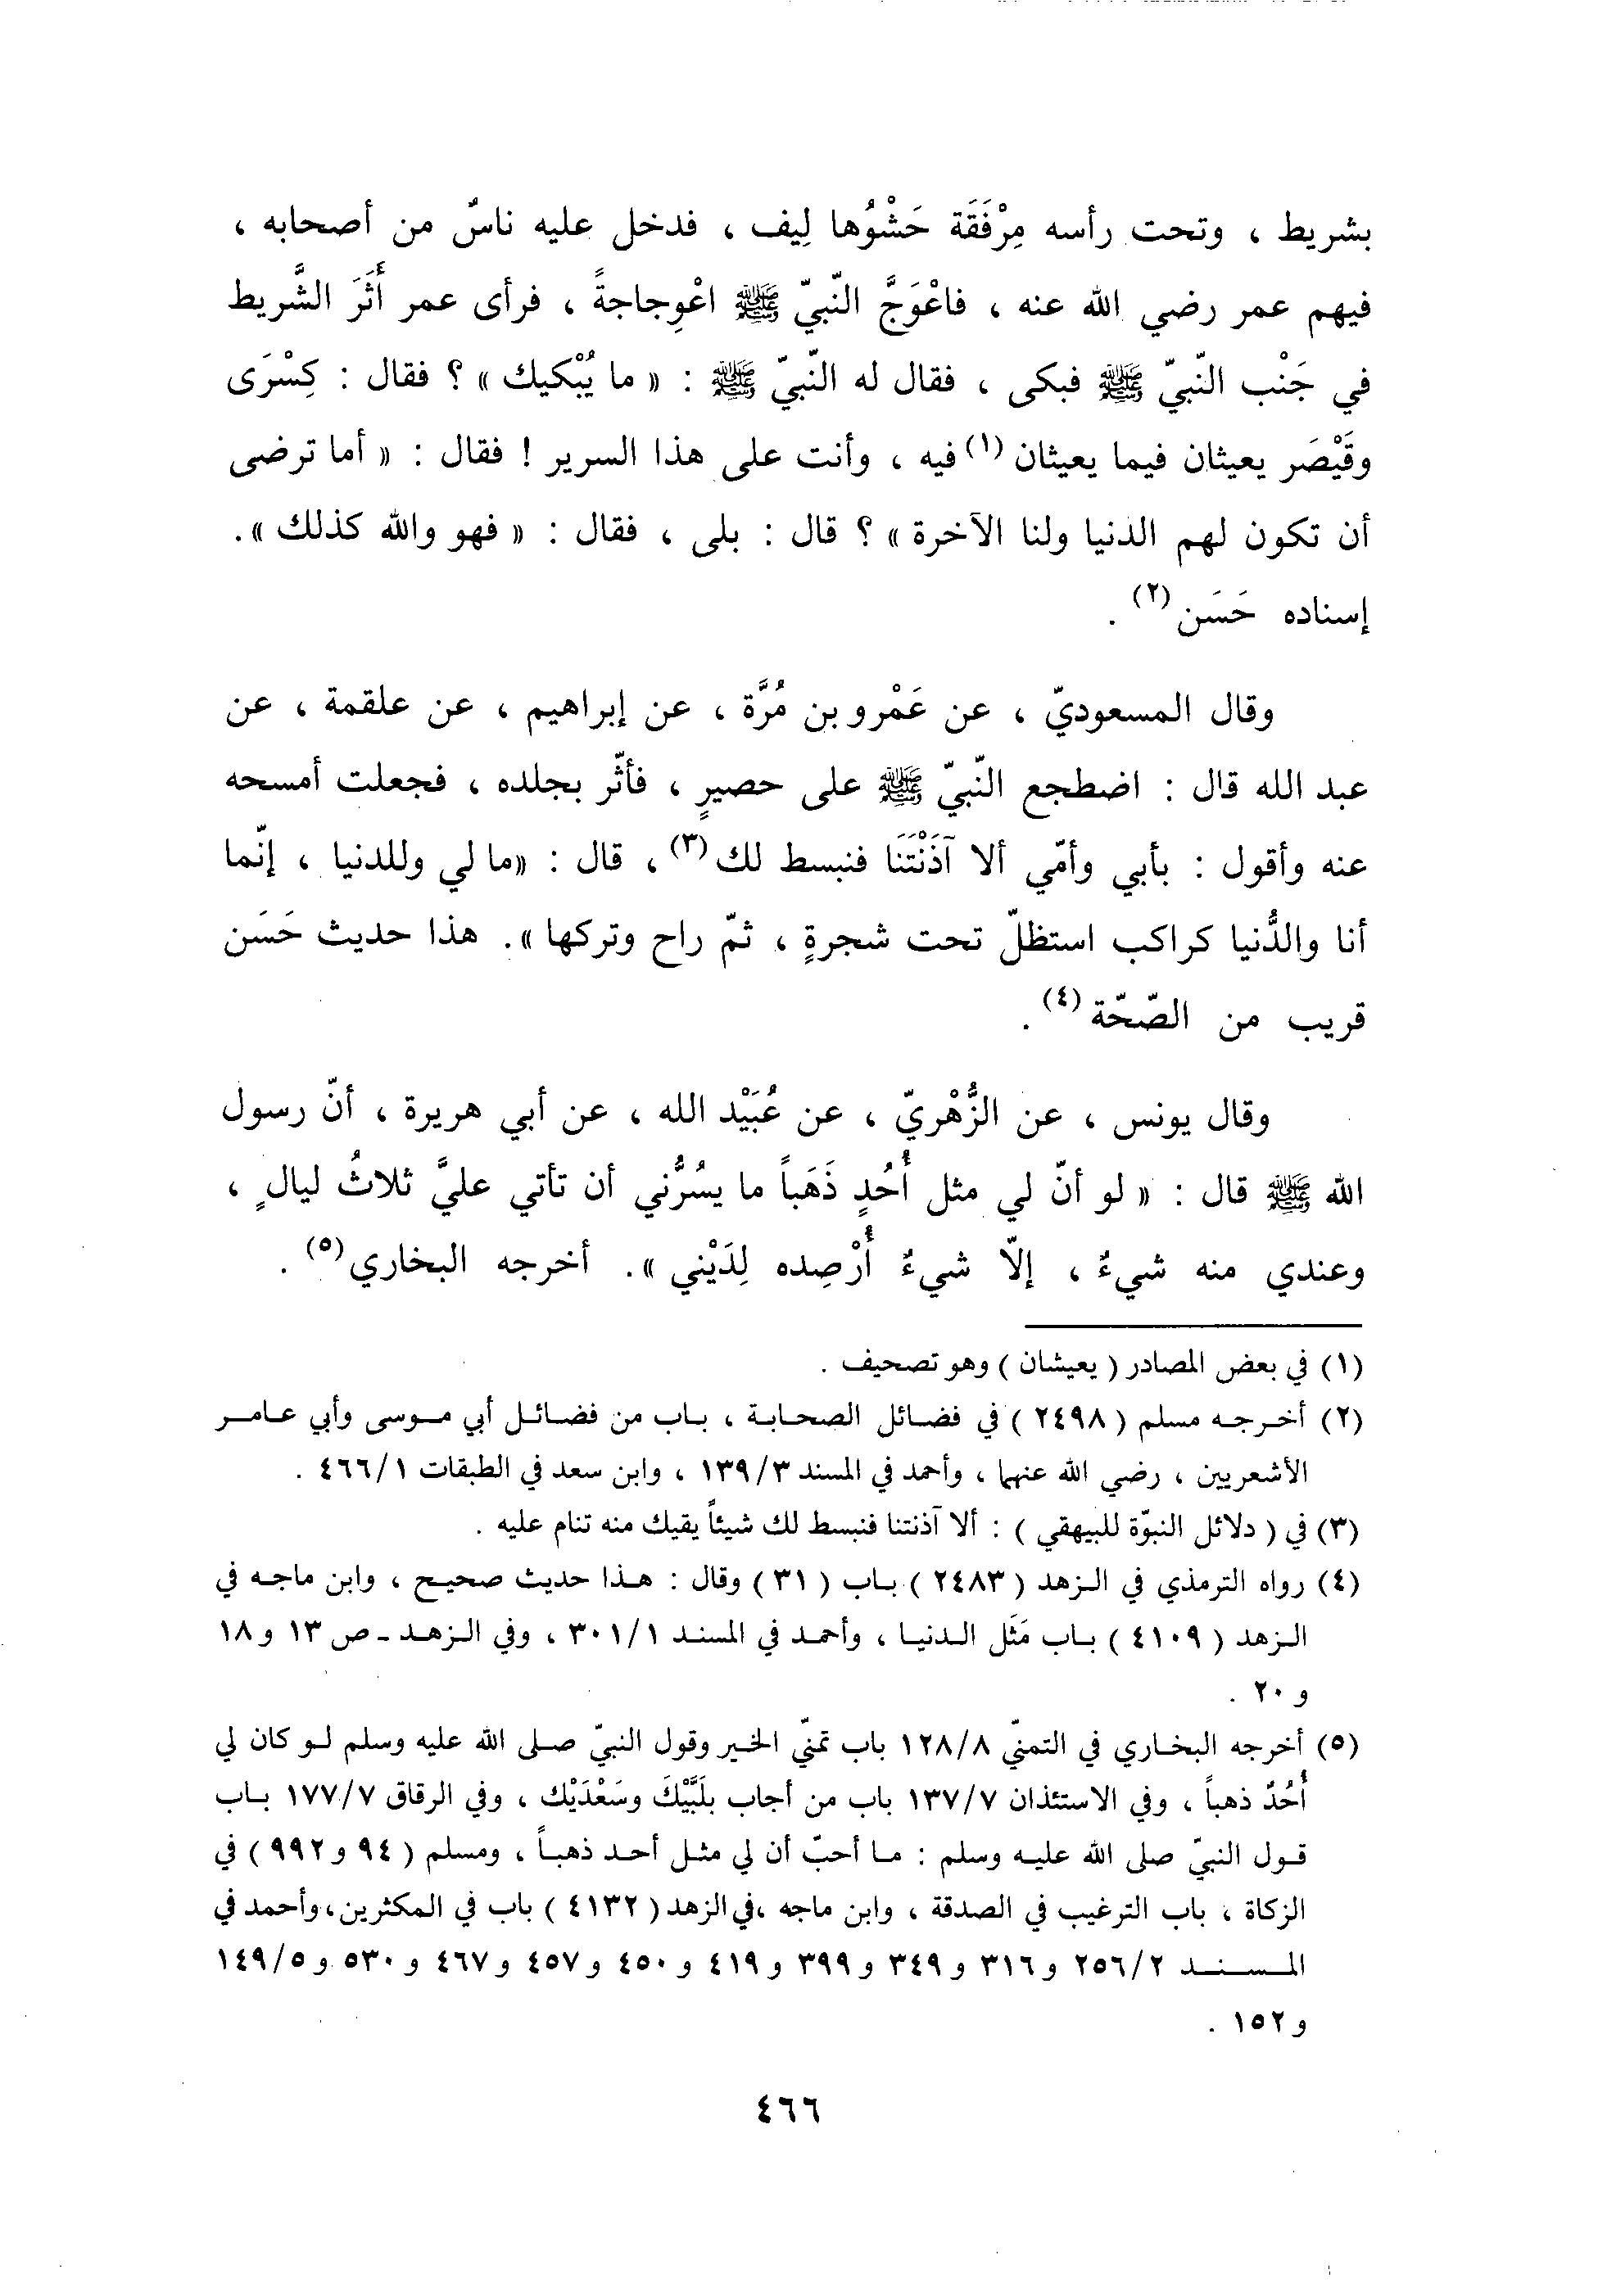 بشريط ، وتحت رأسه مِرْفَقَة حَشْوُها لِيف ، فدخل عليه ناسٌ من أصحابه ،
فيهم عمر رضي الله عنه ، فاعْوَجَّ النّبيّ ﷺ اعْوِجاجةً ، فرأى عمر أَثَرَ الشَّريط
في جَنْب النّبيّ ﷺ فبكى ، فقال له النّبيّ ﷺ : « ما يُبْكيك » ؟ فقال : كِسْرَى
وقَيْصَر يعيثان فيما يعيثان (١) فيه ، وأنت على هذا السرير ! فقال : « أما ترضى
أن تكون لهم الدنيا ولنا الآخرة » ؟ قال : بلى ، فقال : « فهو والله كذلك ».
إسناده حَسَن (٢) .
وقال المسعوديّ ، عن عَمْرو بن مُرَّة ، عن إبراهيم ، عن علقمة ، عن
عبد الله قال : اضطجع النّبيّ ﷺ على حصيرٍ ، فأثّر بجلده ، فجعلت أمسحه
عنه وأقول : بأبي وأمّي ألا آذَنْتَنَا فنبسط لك (٣) ، قال : «ما لي وللدنيا ، إنّما
أنا والدُّنيا كراكب استظلّ تحت شجرةٍ ، ثمّ راح وتركها ». هذا حديث حَسَن
قريب من الصّحّة (٤) .
وقال يونس ، عن الزُّهْريّ ، عن عُبَيْد الله ، عن أبي هريرة ، أنّ رسول
الله ﷺ قال : « لو أنّ لي مثل أُحُدٍ ذَهَباً ما يسُرُّني أن تأتي عليَّ ثلاثُ ليالٍ ،
وعندي منه شيءٌ ، إلّا شيءٌ أُرْصِده لِدَيْني ». أخرجه البخاري (٥) .
(١) في بعض المصادر ( يعيشان ) وهو تصحيف .
(٢) أخرجه مسلم ( ٢٤٩٨ ) في فضائل الصحابة ، باب من فضائل أبي موسى وأبي عامر
الأشعريين ، رضي الله عنهما ، وأحمد في المسند ١٣٩/٣ ، وابن سعد في الطبقات ٤٦٦/١ .
(٣) في ( دلائل النبوّة للبيهقي ) : ألا آذنتنا فنبسط لك شيئاً يقيك منه تنام عليه .
(٤) رواه الترمذي في الزهد ( ٢٤٨٣ ) باب ( ٣١ ) وقال : هذا حديث صحيح ، وابن ماجه في
الزهد ( ٤١٠٩ ) باب مَثَل الدنيا ، وأحمد في المسند ٣٠١/١ ، وفي الزهد - ص ١٣ و ١٨
و ٢٠ .
(٥) أخرجه البخاري في التمنّي ١٢٨/٨ باب تمنّي الخير وقول النبيّ صلى الله عليه وسلم لو كان لي
أُحُدٌ ذهباً ، وفي الاستئذان ١٣٧/٧ باب من أجاب بلَبَّيْكَ وسَعْدَيْك ، وفي الرقاق ١٧٧/٧ باب
قول النبيّ صلى الله عليه وسلم : ما أحبّ أن لي مثل أحد ذهباً ، ومسلم ( ٩٤ و ٩٩٢ ) في
الزكاة ، باب الترغيب في الصدقة ، وابن ماجه ،في الزهد ( ٤١٣٢ ) باب في المكثرين،وأحمد في
المسند ٢٥٦/٢ و ٣١٦ و ٣٤٩ و ٣٩٩ و ٤١٩ و ٤٥٠ و ٤٥٧ و ٤٦٧ و ٥٣٠ و ١٤٩/٥
و ١٥٢ .
٤٦٦